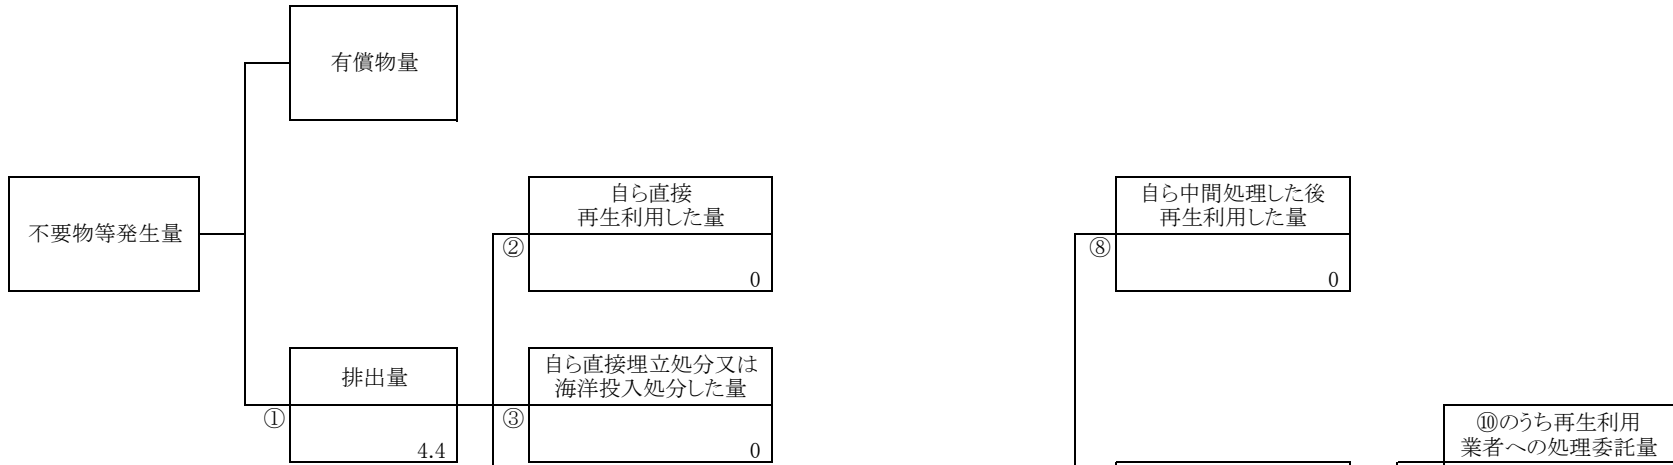 有償物量
不要物等発生量
自ら直接
再生利用した量
②
0
自ら中間処理した後
再生利用した量
⑧
0
排出量
①
4.4
自ら直接埋立処分又は
海洋投入処分した量
③
0
⑩のうち再生利用
業者への処理委託量